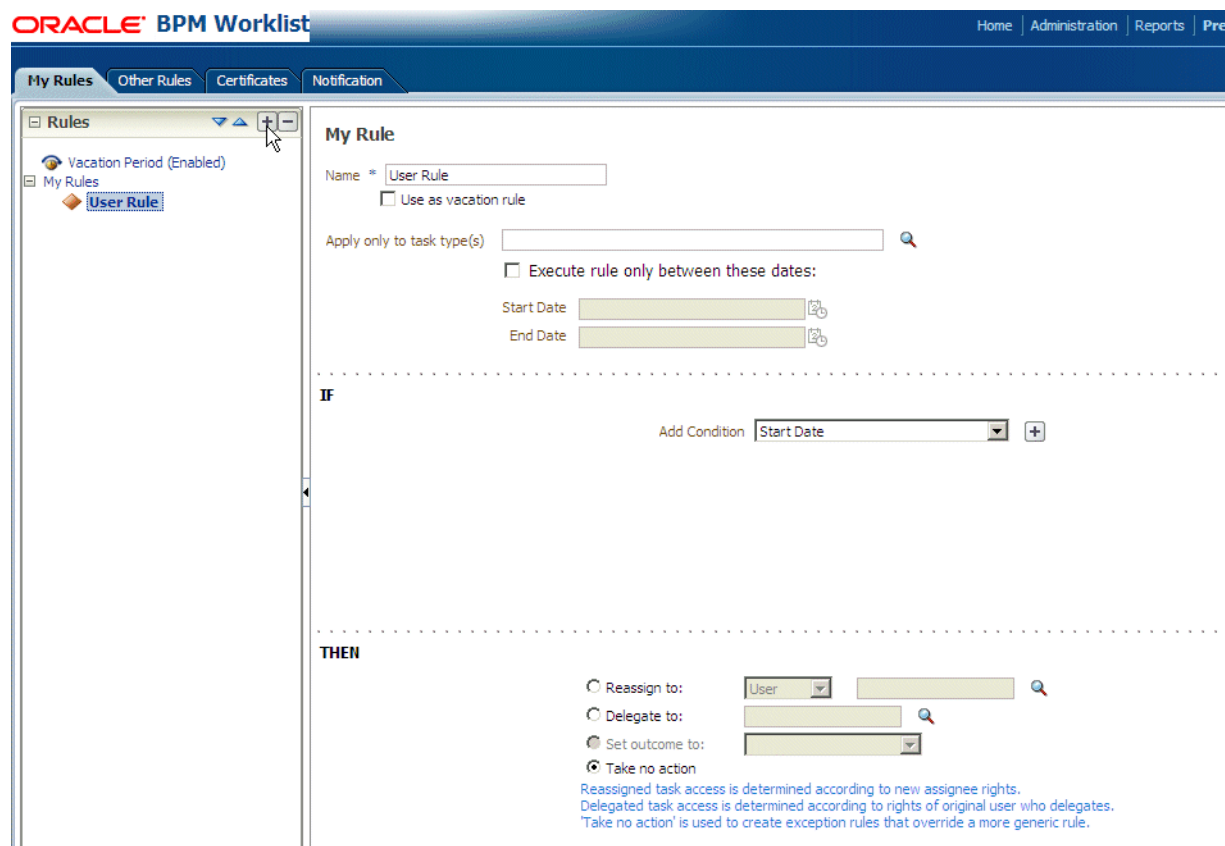 ORACLE® BPM Worklist
Home Administration Reports Pre
My Rules Other Rules Certificates Notification
Rules
Vacation Period (Enabled)
My Rules
User Rule
My Rule
Name * User Rule
Use as vacation rule
Apply only to task type(s)
Execute rule only between these dates:
Start Date
End Date
IF
Add Condition Start Date
THEN
Reassign to: User
Delegate to:
Set outcome to:
Take no action
Reassigned task access is determined according to new assignee rights.
Delegated task access is determined according to rights of original user who delegates.
'Take no action' is used to create exception rules that override a more generic rule.